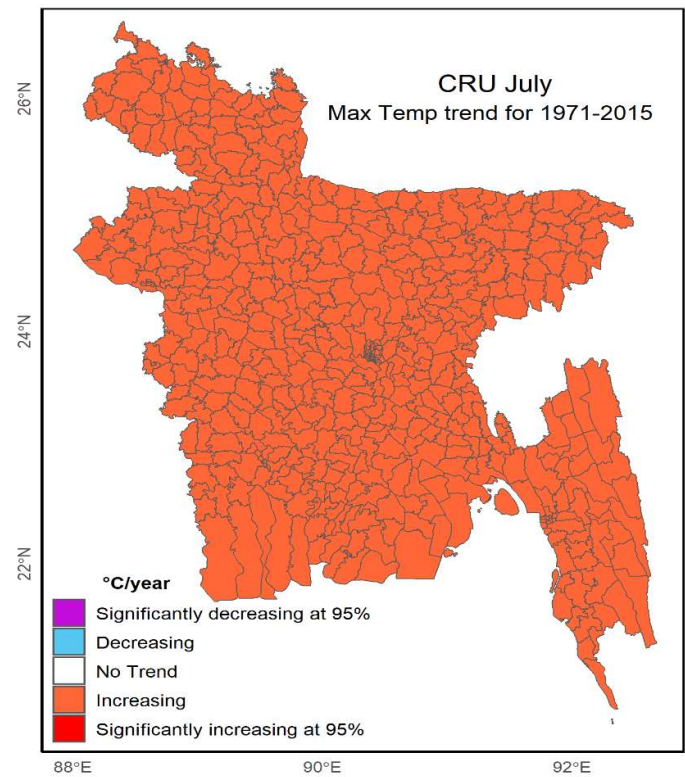 CRU July
Max Temp trend for 1971-2015
26°N
24°N
22°N
°C/year
Significantly decreasing at 95%
Decreasing
No Trend
Increasing
Significantly increasing at 95%
88°E 90°E 92°E